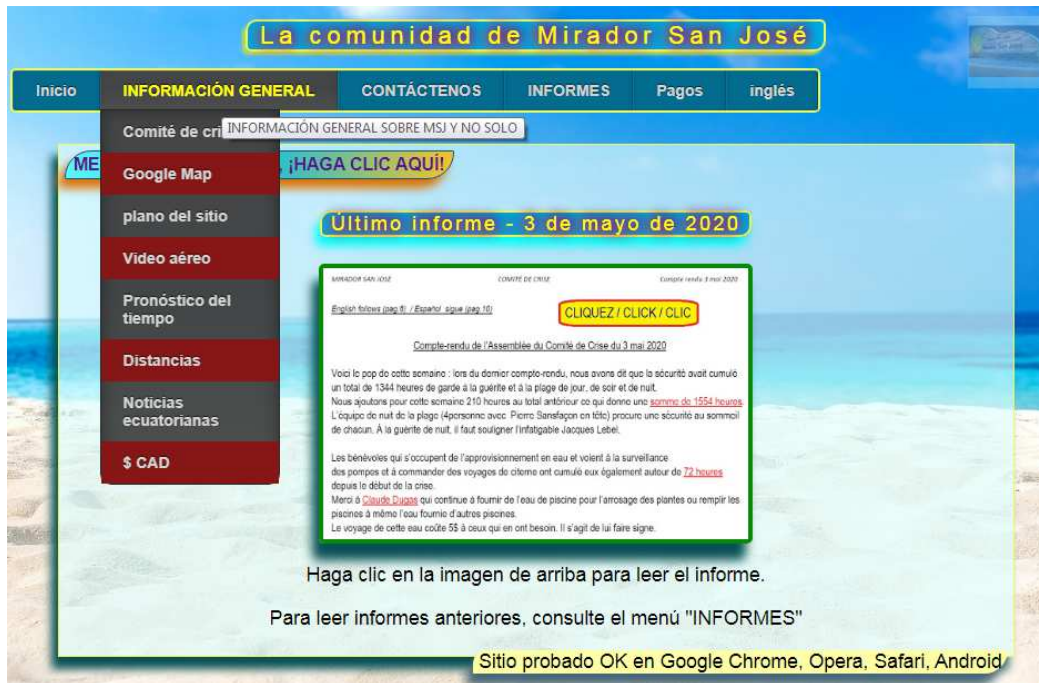 La comunidad de Mirador San José
Inicio INFORMACIÓN GENERAL CONTÁCTENOS INFORMES Pagos inglés
Comité de cri
INFORMACIÓN GENERAL SOBRE MSJ Y NO SOLO
ME , ¡HAGA CLIC AQUÍ!
Google Map
plano del sitio
Video aéreo
Pronóstico del
tiempo
Distancias
Noticias
ecuatorianas
$ CAD
Último informe - 3 de mayo de 2020
MIRADOR SAN JOSE COMITÉ DE CRISE Compte rendu 3 mai 2020
English follows (pag 6) / Español sigue (pag 10)
CLIQUEZ / CLICK / CLIC
Compte-rendu de l'Assemblée du Comité de Crise du 3 mai 2020
Voici le pep de cette semaine : lors du dernier compte-rendu, nous avons dit que la sécurité avait cumulé
un total de 1344 heures de garde à la guérite et à la plage de jour, de soir et de nuit.
Nous ajoutons pour cette semaine 210 heures au total antérieur ce qui donne une somme de 1554 heures.
L'équipe de nuit de la plage (4personne avec Pierre Sansfaçon en tête) procure une sécurité au sommeil
de chacun. À la guérite de nuit, il faut souligner l'infatigable Jacques Lebel.
Les bénévoles qui s'occupent de l'approvisionnement en eau et voient à la surveillance
des pompes et à commander des voyages de citerne ont cumulé eux également autour de 72 heures
depuis le début de la crise.
Merci à Claude Dugas qui continue à fournir de l'eau de piscine pour l'arrosage des plantes ou remplir les
piscines à même l'eau fournie d'autres piscines.
Le voyage de cette eau coûte 5$ à ceux qui en ont besoin. Il s'agit de lui faire signe.
Haga clic en la imagen de arriba para leer el informe.
Para leer informes anteriores, consulte el menú "INFORMES"
Sitio probado OK en Google Chrome, Opera, Safari, Android